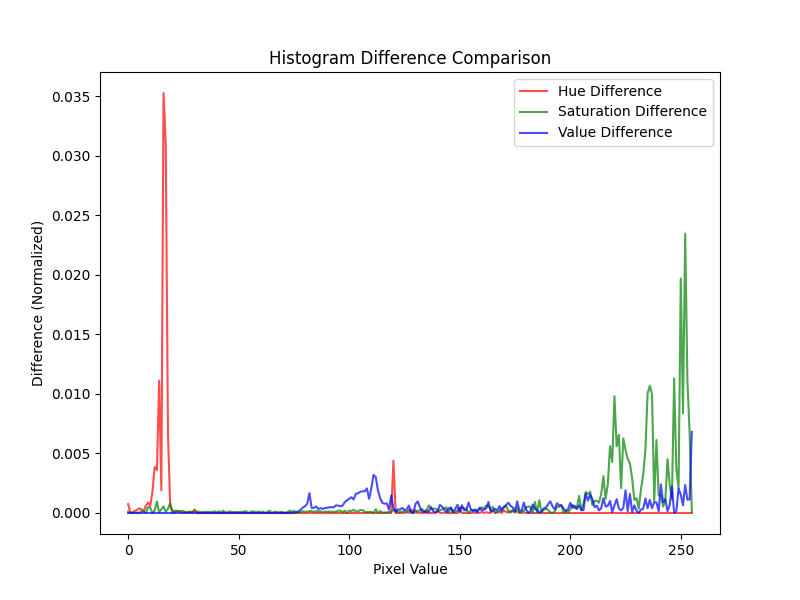 Histogram Difference Comparison
Hue Difference
Saturation Difference
Value Difference
Difference (Normalized)
0.035
0.030
0.025
0.020
0.015
0.010
0.005
0.000
0 50 100 150 200 250
Pixel Value